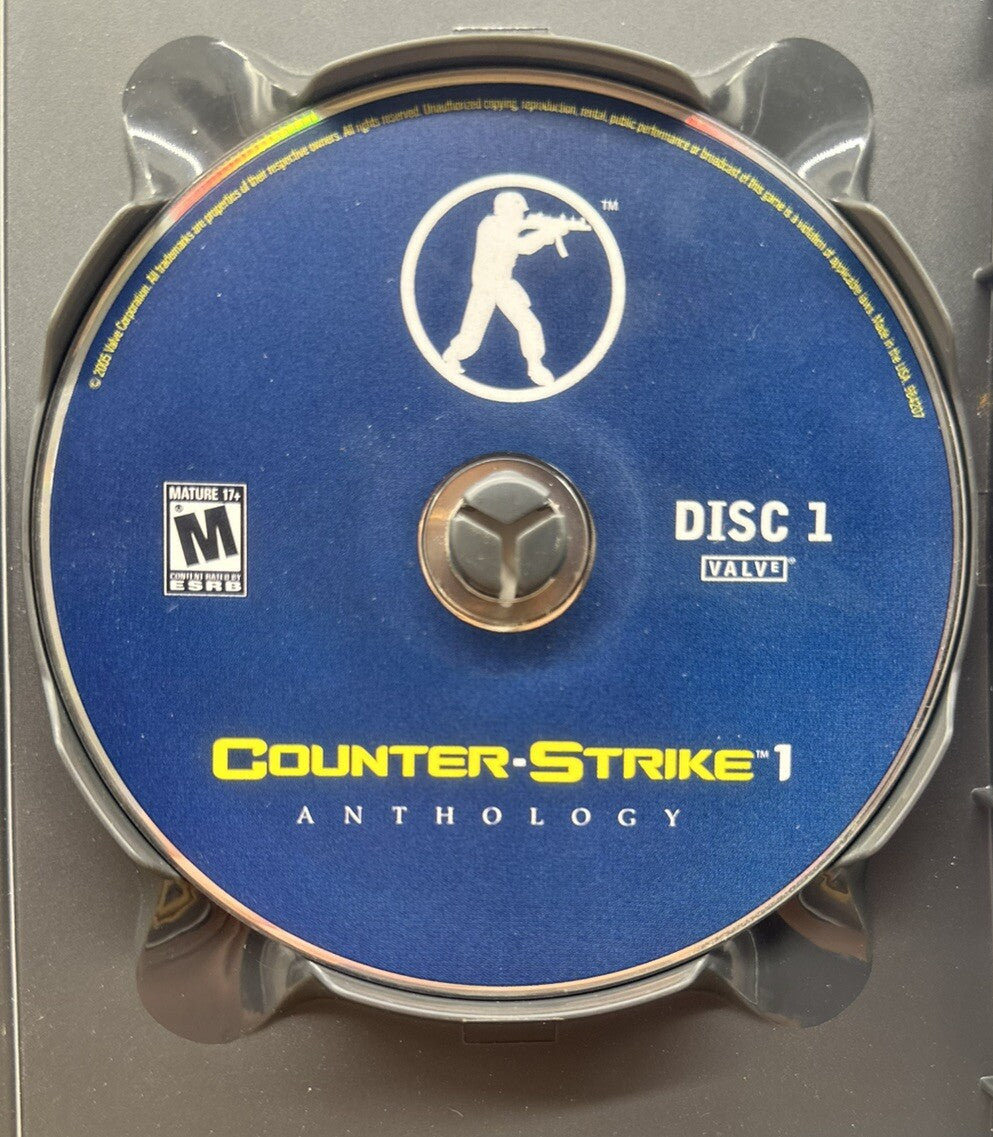 © 2005 Valve Corporation. All trademarks are properties of their respective owners. All rights reserved. Unauthorized copying, reproduction, rental, public performance or broadcast of this game is a violation of applicable laws. Made in the USA. 984207
TM
MATURE 17+
M®
CONTENT RATED BY
ESRB
DISC 1
VALVE®
COUNTER-STRIKE™ 1
ANTHOLOGY